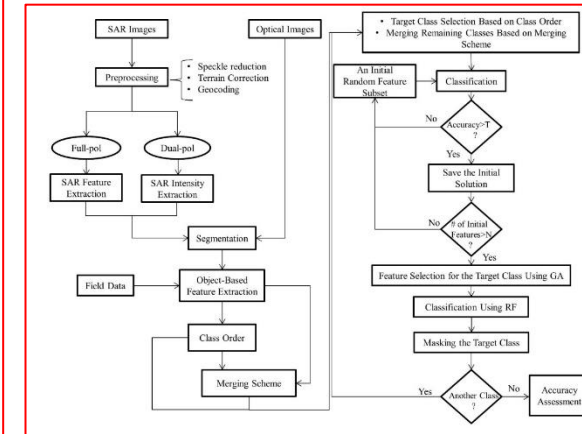 SAR Images
Optical Images
Preprocessing
• Speckle reduction
• Terrain Correction
• Geocoding
Full-pol
Dual-pol
SAR Feature
Extraction
SAR Intensity
Extraction
Segmentation
Field Data
Object-Based
Feature Extraction
Class Order
Merging Scheme
• Target Class Selection Based on Class Order
• Merging Remaining Classes Based on Merging
Scheme
An Initial
Random Feature
Subset
Classification
No
Accuracy>T
?
Yes
Save the Initial
Solution
No
# of Initial
Features>N
?
Yes
Feature Selection for the Target Class Using GA
Classification Using RF
Masking the Target Class
Yes
Another Class
?
No
Accuracy
Assessment